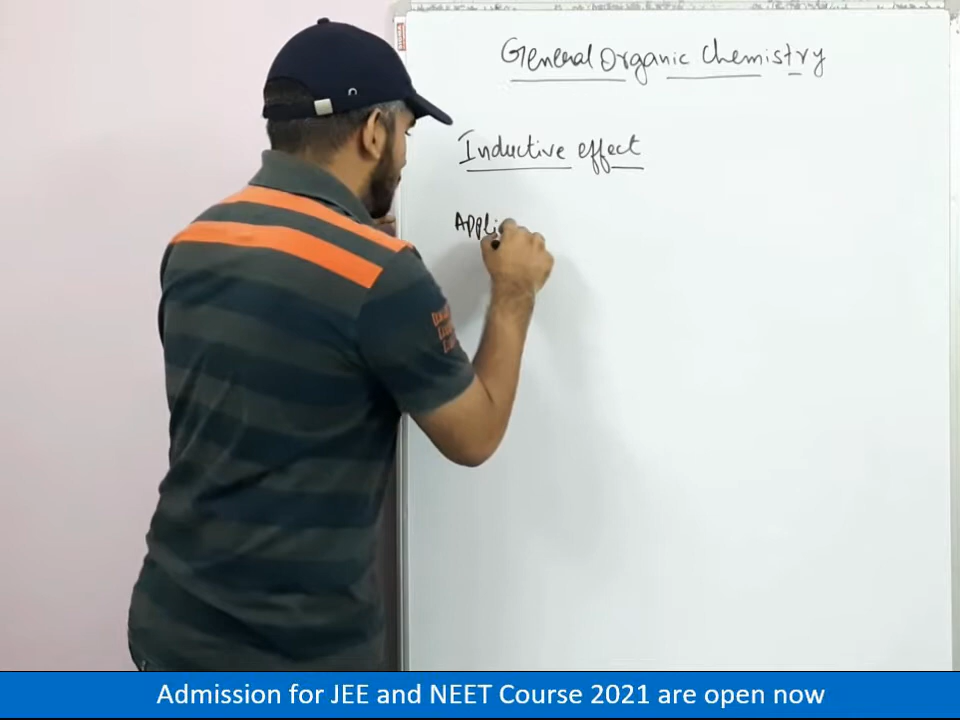 General Organic Chemistry
Inductive effect
Appli
Admission for JEE and NEET Course 2021 are open now